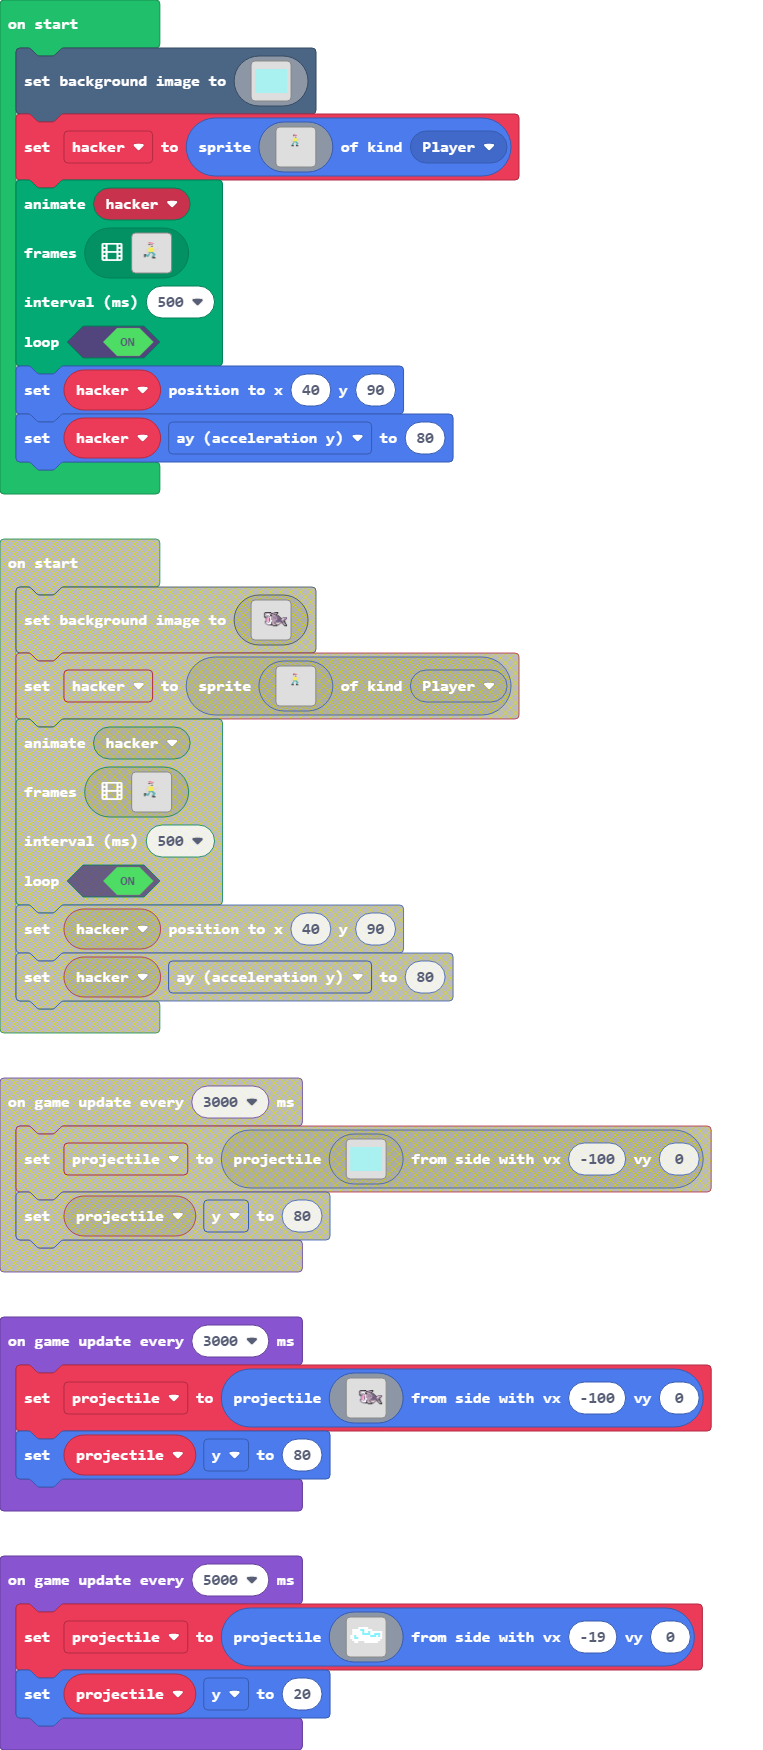 on start
set background image to
set hacker to sprite of kind Player
animate hacker
frames
interval (ms) 500
loop ON
set hacker position to x 40 y 90
set hacker ay (acceleration y) to 80
on start
set background image to
set hacker to sprite of kind Player
animate hacker
frames
interval (ms) 500
loop ON
set hacker position to x 40 y 90
set hacker ay (acceleration y) to 80
on game update every 3000 ms
set projectile to projectile from side with vx -100 vy 0
set projectile y to 80
on game update every 3000 ms
set projectile to projectile from side with vx -100 vy 0
set projectile y to 80
on game update every 5000 ms
set projectile to projectile from side with vx -19 vy 0
set projectile y to 20